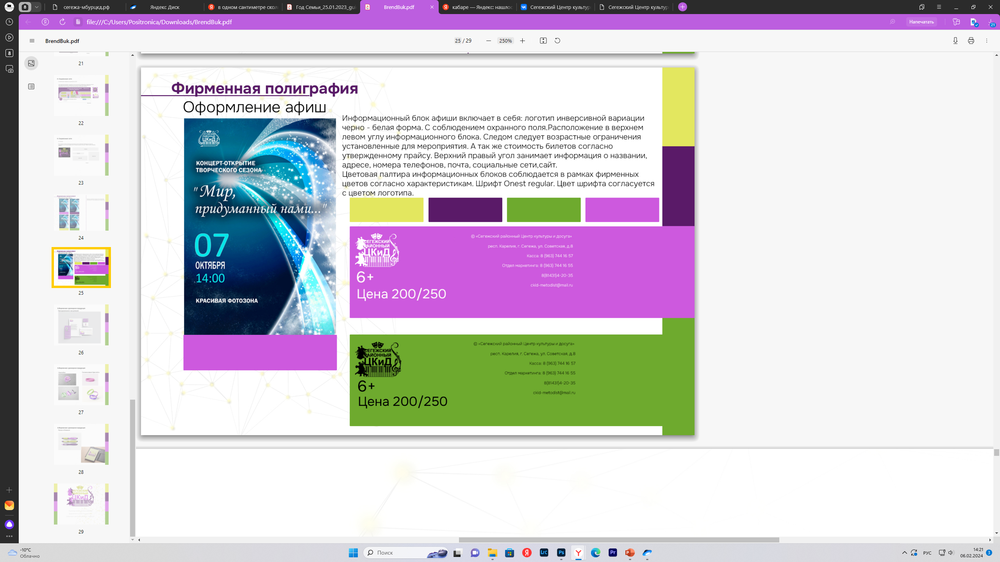 8
сегежа-мбурцкд.рф
Яндекс Диск
в одном сантиметре скол
Год Семьи_25.01.2023_gui
BrendBuk.pdf
кабаре — Яндекс: нашлос
Сегежский Центр культур
Сегежский Центр культур
file:///C:/Users/Positronica/Downloads/BrendBuk.pdf
Напечатать
21
BrendBuk.pdf
25 / 29
250%
8
21
22
23
24
25
26
27
28
29
Фирменная полиграфия
Оформление афиш
СЕГЕЖСКИЙ
РАЙОННЫЙ
ЦКиД
КОНЦЕРТ-ОТКРЫТИЕ
ТВОРЧЕСКОГО СЕЗОНА
"Мир,
придуманный нами..."
07
ОКТЯБРЯ
14:00
КРАСИВАЯ ФОТОЗОНА
Информационный блок афиши включает в себя: логотип инверсивной вариации
черно - белая форма. С соблюдением охранного поля.Расположение в верхнем
левом углу информационного блока. Следом следует возрастные ограничения
установленные для мероприятия. А так же стоимость билетов согласно
утвержденному прайсу. Верхний правый угол занимает информация о названии,
адресе, номера телефонов, почта, социальные сети,сайт.
Цветовая палтира информационных блоков соблюдается в рамках фирменных
цветов согласно характеристикам. Шрифт Onest regular. Цвет шрифта согласуется
с цветом логотипа.
СЕГЕЖСКИЙ
РАЙОННЫЙ
ЦКиД
6+
Цена 200/250
© «Сегежский районный Центр культуры и досуга»
респ. Карелия, г. Сегежа, ул. Советская, д.8
Касса: 8 (963) 744 16 57
Отдел маркетинга: 8 (963) 744 16 55
8(81431)4-20-35
ckid-metodist@mail.ru
СЕГЕЖСКИЙ
РАЙОННЫЙ
ЦКиД
6+
Цена 200/250
© «Сегежский районный Центр культуры и досуга»
респ. Карелия, г. Сегежа, ул. Советская, д.8
Касса: 8 (963) 744 16 57
Отдел маркетинга: 8 (963) 744 16 55
8(81431)4-20-35
ckid-metodist@mail.ru
-10°C
Облачно
Поиск
LrC
Ps
Pr
РУС
14:21
06.02.2024
3